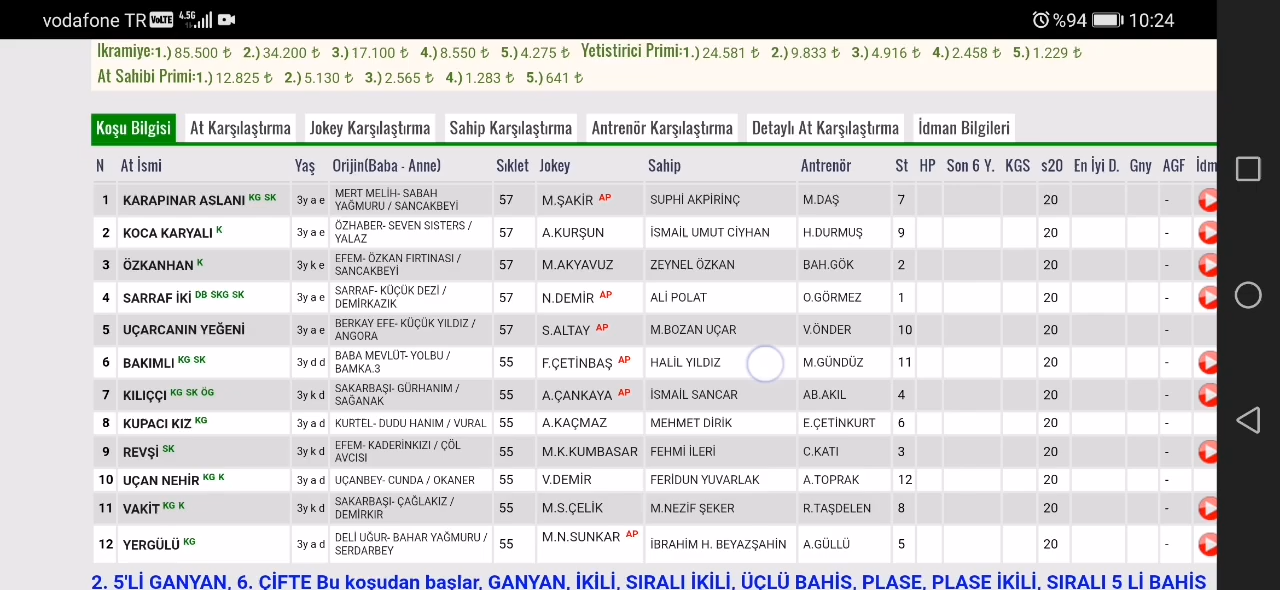 vodafone TR VoLTE 4.5G %94 10:24
İkramiye:1.) 85.500 ₺ 2.) 34.200 ₺ 3.) 17.100 ₺ 4.) 8.550 ₺ 5.) 4.275 ₺ Yetistirici Primi:1.) 24.581 ₺ 2.) 9.833 ₺ 3.) 4.916 ₺ 4.) 2.458 ₺ 5.) 1.229 ₺
At Sahibi Primi:1.) 12.825 ₺ 2.) 5.130 ₺ 3.) 2.565 ₺ 4.) 1.283 ₺ 5.) 641 ₺
Koşu Bilgisi At Karşılaştırma Jokey Karşılaştırma Sahip Karşılaştırma Antrenör Karşılaştırma Detaylı At Karşılaştırma İdman Bilgileri
N At İsmi Yaş Orijin(Baba - Anne) Sıklet Jokey Sahip Antrenör St HP Son 6 Y. KGS s20 En İyi D. Gny AGF İdm
1 KARAPINAR ASLANI KG SK 3y a e MERT MELİH- SABAH YAĞMURU / SANCAKBEYİ 57 M.ŞAKİR AP SUPHİ AKPİRİNÇ M.DAŞ 7 20 -
2 KOCA KARYALI K 3y a e ÖZHABER- SEVEN SISTERS / YALAZ 57 A.KURŞUN İSMAİL UMUT CİYHAN H.DURMUŞ 9 20 -
3 ÖZKANHAN K 3y k e EFEM- ÖZKAN FIRTINASI / SANCAKBEYİ 57 M.AKYAVUZ ZEYNEL ÖZKAN BAH.GÖK 2 20 -
4 SARRAF İKİ DB SKG SK 3y a e SARRAF- KÜÇÜK DEZİ / DEMİRKAZIK 57 N.DEMİR AP ALİ POLAT O.GÖRMEZ 1 20 -
5 UÇARCANIN YEĞENİ 3y a e BERKAY EFE- KÜÇÜK YILDIZ / ANGORA 57 S.ALTAY AP M.BOZAN UÇAR V.ÖNDER 10 20 -
6 BAKIMLI KG SK 3y d d BABA MEVLÜT- YOLBU / BAMKA.3 55 F.ÇETİNBAŞ AP HALİL YILDIZ M.GÜNDÜZ 11 20 -
7 KILIÇÇI KG SK ÖG 3y k d SAKARBAŞI- GÜRHANIM / SAĞANAK 55 A.ÇANKAYA AP İSMAİL SANCAR AB.AKIL 4 20 -
8 KUPACI KIZ KG 3y a d KURTEL- DUDU HANIM / VURAL 55 A.KAÇMAZ MEHMET DİRİK E.ÇETİNKURT 6 20 -
9 REVŞİ SK 3y k d EFEM- KADERİNKIZI / ÇÖL AVCISI 55 M.K.KUMBASAR FEHMİ İLERİ C.KATI 3 20 -
10 UÇAN NEHİR KG K 3y a d UÇANBEY- CUNDA / OKANER 55 V.DEMİR FERİDUN YUVARLAK A.TOPRAK 12 20 -
11 VAKİT KG K 3y k d SAKARBAŞI- ÇAĞLAKIZ / DEMİRKIR 55 M.S.ÇELİK M.NEZİF ŞEKER R.TAŞDELEN 8 20 -
12 YERGÜLÜ KG 3y a d DELİ UĞUR- BAHAR YAĞMURU / SERDARBEY 55 M.N.SUNKAR AP İBRAHİM H. BEYAZŞAHİN A.GÜLLÜ 5 20 -
2. 5'Lİ GANYAN, 6. ÇİFTE Bu koşudan başlar, GANYAN, İKİLİ, SIRALI İKİLİ, ÜÇLÜ BAHİS, PLASE, PLASE İKİLİ, SIRALI 5 Lİ BAHİS